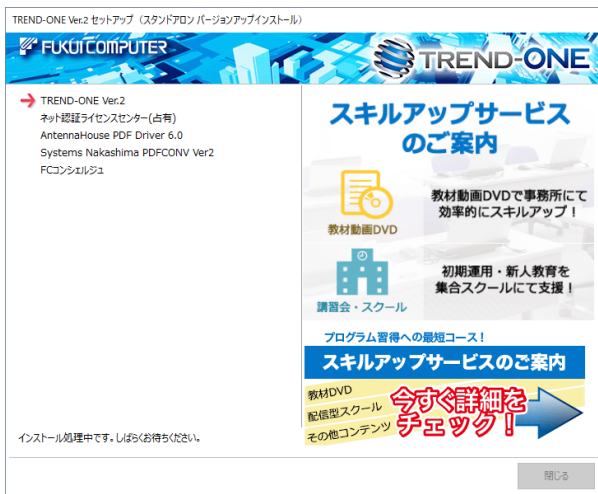 TREND-ONE Ver.2 セットアップ（スタンドアロン バージョンアップインストール）
FUKUI COMPUTER
TREND-ONE
TREND-ONE Ver.2
ネット認証ライセンスセンター(占有)
AntennaHouse PDF Driver 6.0
Systems Nakashima PDFCONV Ver2
FCコンシェルジュ
インストール処理中です。しばらくお待ちください。
スキルアップサービス
のご案内
教材動画DVD
教材動画DVDで事務所にて
効率的にスキルアップ！
講習会・スクール
初期運用・新人教育を
集合スクールにて支援！
プログラム習得への最短コース！
スキルアップサービスのご案内
教材DVD
配信型スクール
その他コンテンツ
今すぐ詳細を
チェック！
閉じる